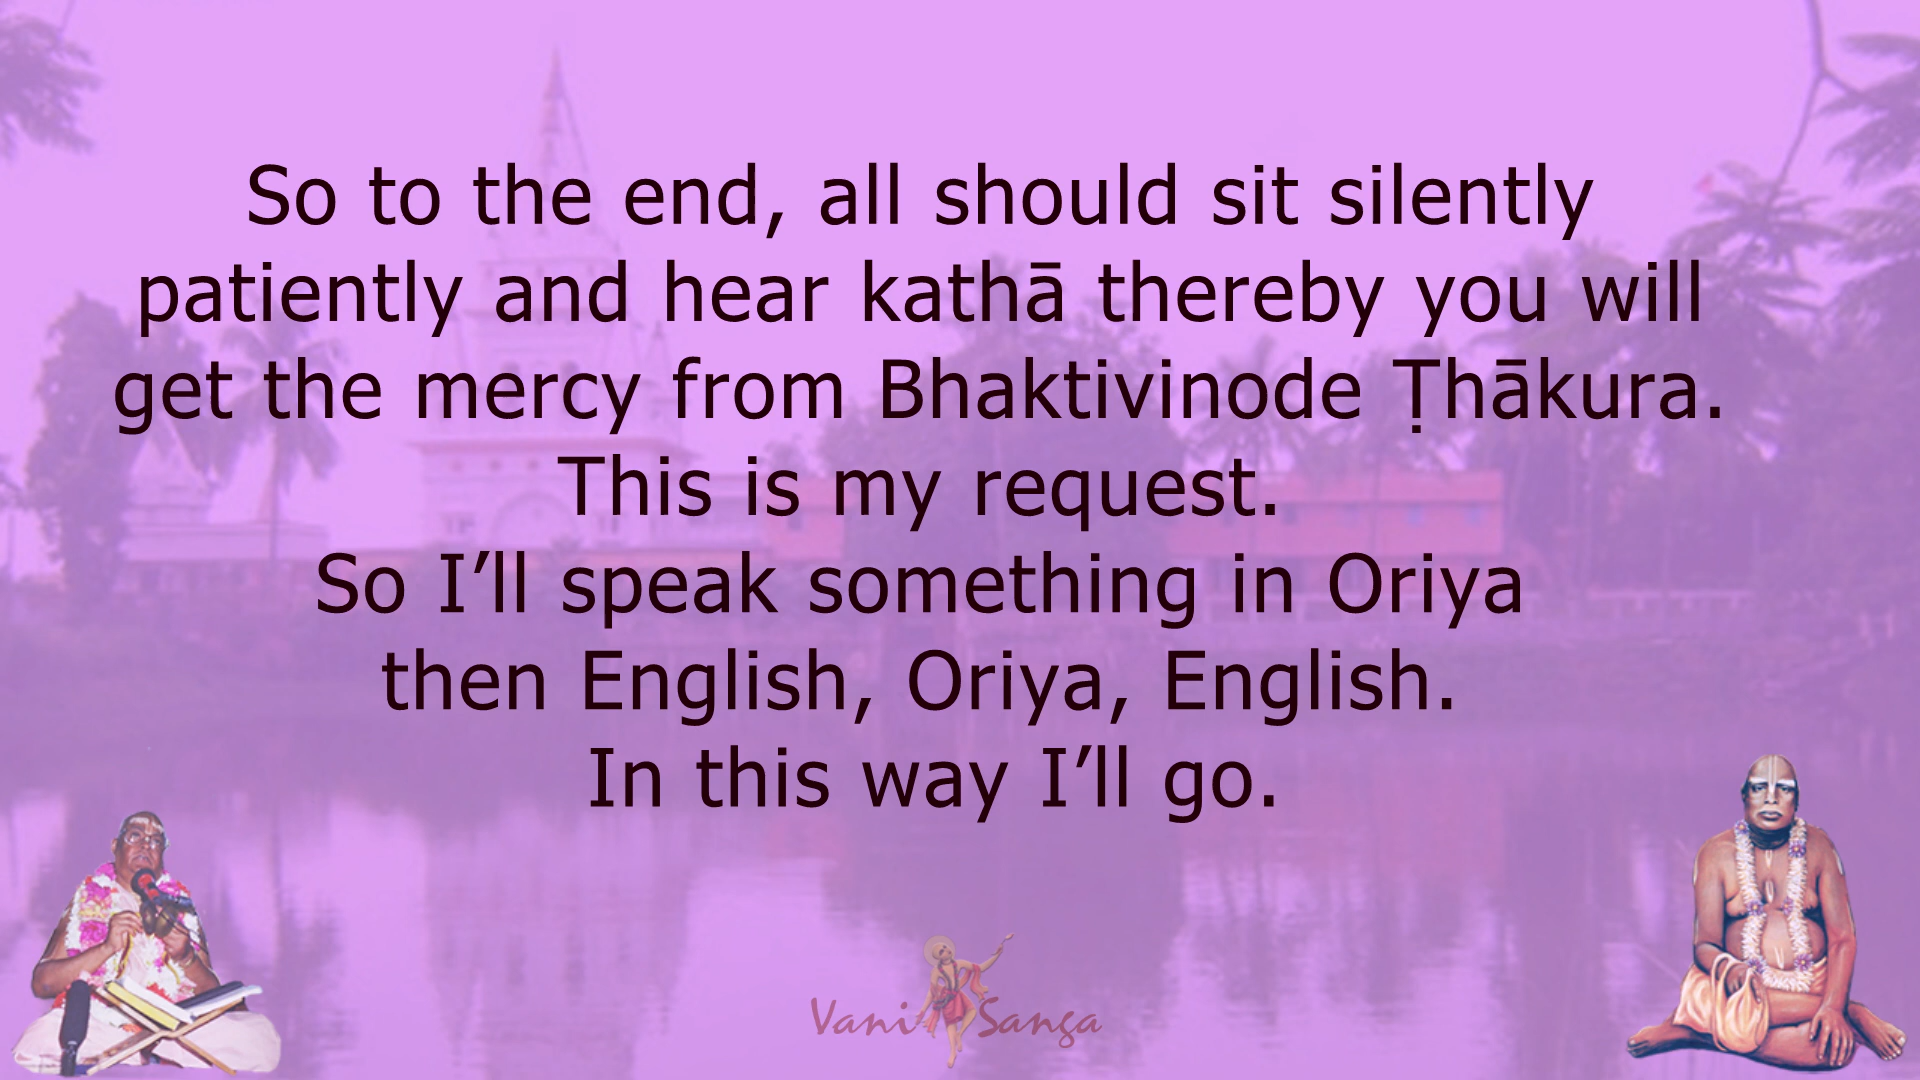 So to the end, all should sit silently
patiently and hear kathā thereby you will
get the mercy from Bhaktivinode Ṭhākura.
This is my request.
So I’ll speak something in Oriya
then English, Oriya, English.
In this way I’ll go.
Vani Sanga